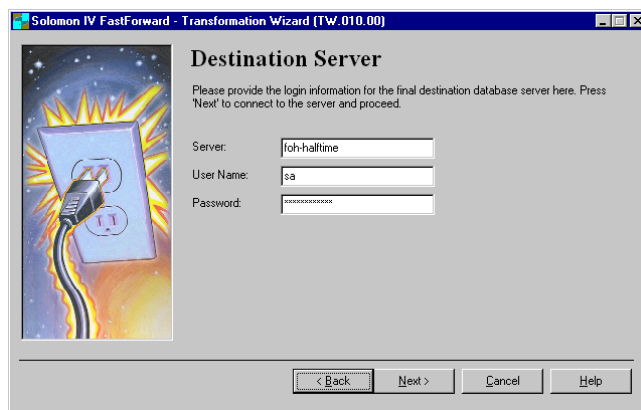 Solomon IV FastForward - Transformation Wizard (TW.010.00)
Destination Server
Please provide the login information for the final destination database server here. Press
'Next' to connect to the server and proceed.
Server: foh-halftime
User Name: sa
Password: xxxxxxxxxxxx
< Back Next > Cancel Help